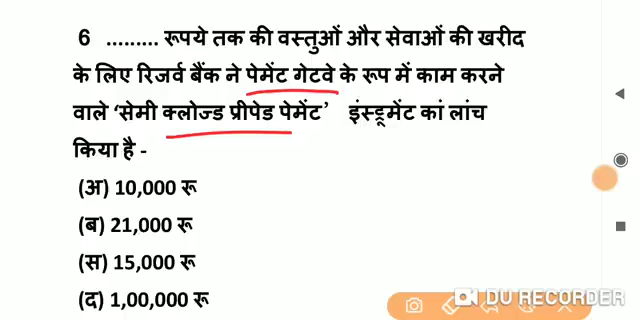 6 ......... रूपये तक की वस्तुओं और सेवाओं की खरीद
के लिए रिजर्व बैंक ने पेमेंट गेटवे के रूप में काम करने
वाले ‘सेमी क्लोज्ड प्रीपेड पेमेंट’ इंस्ड्रूमेंट कां लांच
किया है -
(अ) 10,000 रू
(ब) 21,000 रू
(स) 15,000 रू
(द) 1,00,000 रू
DU RECORDER